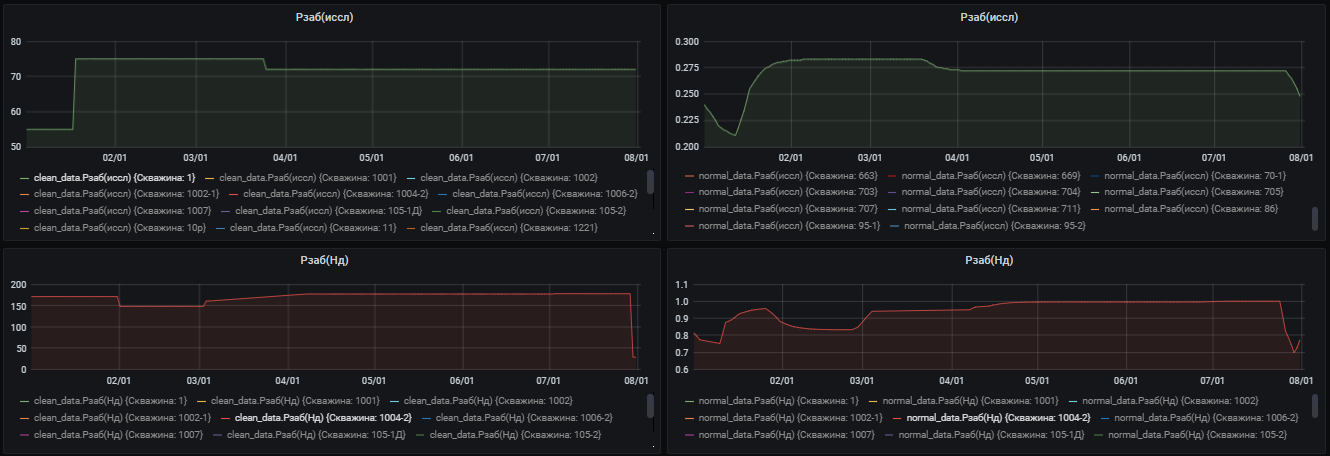 Рзаб(иссл)
80
70
60
50
02/01 03/01 04/01 05/01 06/01 07/01 08/01
clean_data.Рзаб(иссл) {Скважина: 1} clean_data.Рзаб(иссл) {Скважина: 1001} clean_data.Рзаб(иссл) {Скважина: 1002}
clean_data.Рзаб(иссл) {Скважина: 1002-1} clean_data.Рзаб(иссл) {Скважина: 1004-2} clean_data.Рзаб(иссл) {Скважина: 1006-2}
clean_data.Рзаб(иссл) {Скважина: 1007} clean_data.Рзаб(иссл) {Скважина: 105-1Д} clean_data.Рзаб(иссл) {Скважина: 105-2}
clean_data.Рзаб(иссл) {Скважина: 10р} clean_data.Рзаб(иссл) {Скважина: 11} clean_data.Рзаб(иссл) {Скважина: 1221}
Рзаб(иссл)
0.300
0.275
0.250
0.225
0.200
02/01 03/01 04/01 05/01 06/01 07/01 08/01
normal_data.Рзаб(иссл) {Скважина: 663} normal_data.Рзаб(иссл) {Скважина: 669} normal_data.Рзаб(иссл) {Скважина: 70-1}
normal_data.Рзаб(иссл) {Скважина: 703} normal_data.Рзаб(иссл) {Скважина: 704} normal_data.Рзаб(иссл) {Скважина: 705}
normal_data.Рзаб(иссл) {Скважина: 707} normal_data.Рзаб(иссл) {Скважина: 711} normal_data.Рзаб(иссл) {Скважина: 86}
normal_data.Рзаб(иссл) {Скважина: 95-1} normal_data.Рзаб(иссл) {Скважина: 95-2}
Рзаб(Нд)
200
150
100
50
0
02/01 03/01 04/01 05/01 06/01 07/01 08/01
clean_data.Рзаб(Нд) {Скважина: 1} clean_data.Рзаб(Нд) {Скважина: 1001} clean_data.Рзаб(Нд) {Скважина: 1002}
clean_data.Рзаб(Нд) {Скважина: 1002-1} clean_data.Рзаб(Нд) {Скважина: 1004-2} clean_data.Рзаб(Нд) {Скважина: 1006-2}
clean_data.Рзаб(Нд) {Скважина: 1007} clean_data.Рзаб(Нд) {Скважина: 105-1Д} clean_data.Рзаб(Нд) {Скважина: 105-2}
Рзаб(Нд)
1.1
1.0
0.9
0.8
0.7
0.6
02/01 03/01 04/01 05/01 06/01 07/01 08/01
normal_data.Рзаб(Нд) {Скважина: 1} normal_data.Рзаб(Нд) {Скважина: 1001} normal_data.Рзаб(Нд) {Скважина: 1002}
normal_data.Рзаб(Нд) {Скважина: 1002-1} normal_data.Рзаб(Нд) {Скважина: 1004-2} normal_data.Рзаб(Нд) {Скважина: 1006-2}
normal_data.Рзаб(Нд) {Скважина: 1007} normal_data.Рзаб(Нд) {Скважина: 105-1Д} normal_data.Рзаб(Нд) {Скважина: 105-2}